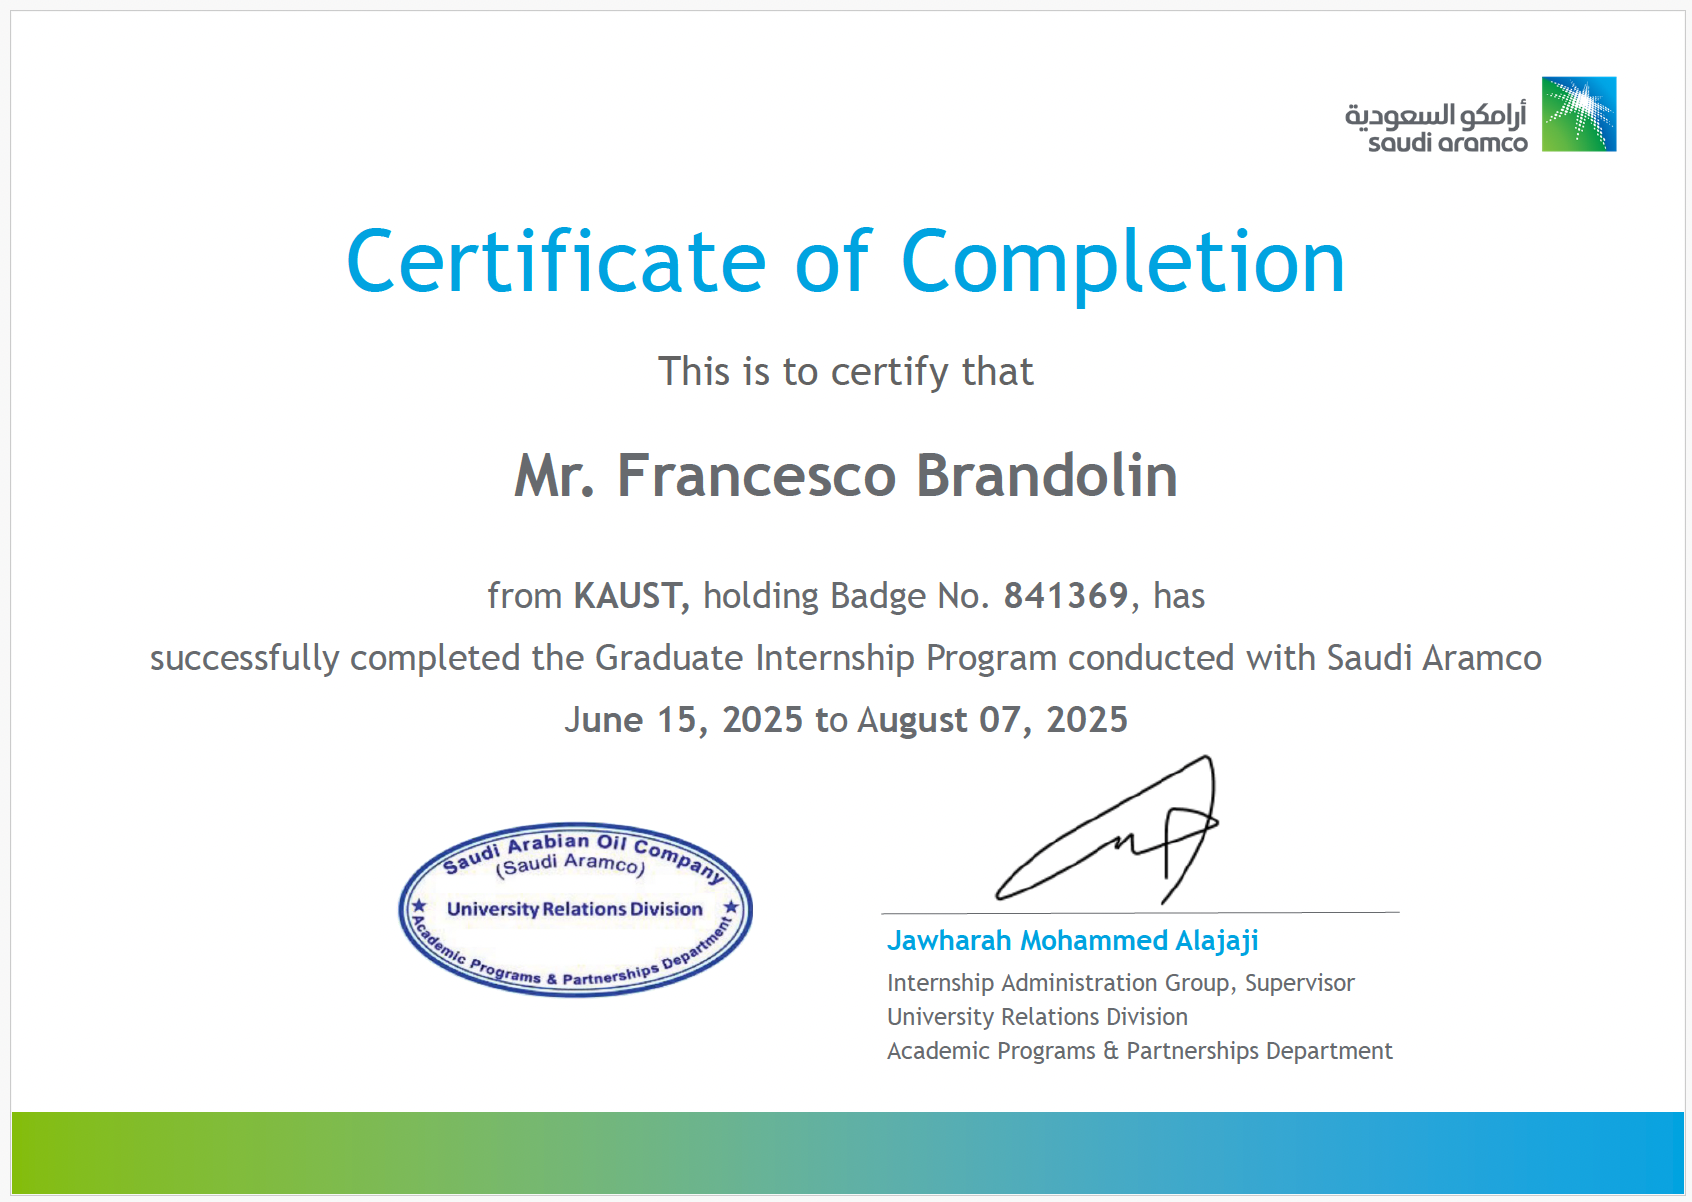 أرامكو السعودية
saudi aramco
Certificate of Completion
This is to certify that
Mr. Francesco Brandolin
from KAUST, holding Badge No. 841369, has
successfully completed the Graduate Internship Program conducted with Saudi Aramco
June 15, 2025 to August 07, 2025
Saudi Arabian Oil Company
(Saudi Aramco)
University Relations Division
Academic Programs & Partnerships Department
Jawharah Mohammed Alajaji
Internship Administration Group, Supervisor
University Relations Division
Academic Programs & Partnerships Department